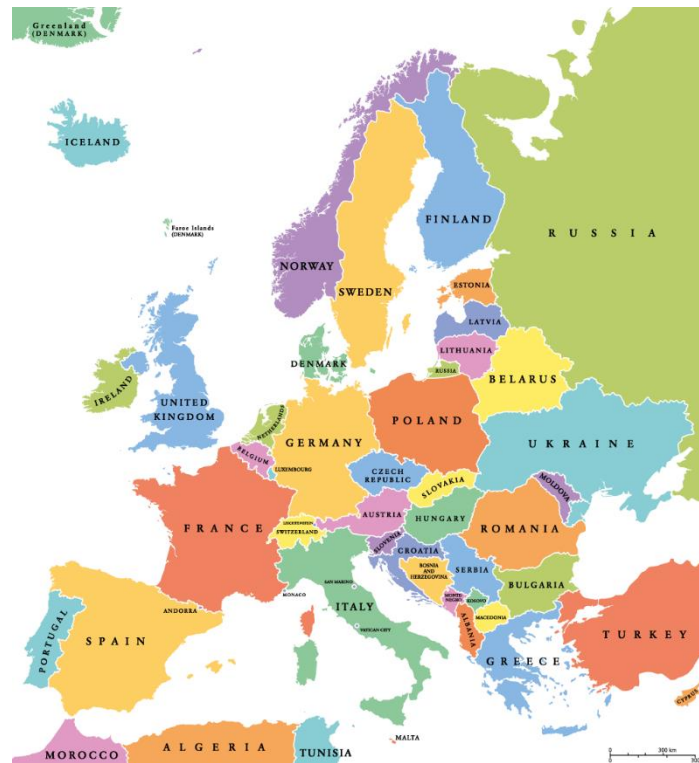 Greenland
(DENMARK)
ICELAND
Faroe Islands
(DENMARK)
FINLAND
RUSSIA
NORWAY
SWEDEN
ESTONIA
LATVIA
LITHUANIA
RUSSIA
DENMARK
BELARUS
IRELAND
UNITED
KINGDOM
NETHERLANDS
POLAND
GERMANY
UKRAINE
BELGIUM
LUXEMBOURG
CZECH
REPUBLIC
SLOVAKIA
MOLDOVA
FRANCE
LIECHTENSTEIN
SWITZERLAND
AUSTRIA
HUNGARY
ROMANIA
SLOVENIA
CROATIA
BOSNIA
AND
HERZEGOVINA
SERBIA
SAN MARINO
MONACO
BULGARIA
ITALY
MONTE-
NEGRO
KOSOVO
ANDORRA
MACEDONIA
VATICAN CITY
ALBANIA
PORTUGAL
SPAIN
TURKEY
GREECE
CYPRUS
MALTA
MOROCCO
ALGERIA
TUNISIA
0 300 km
0